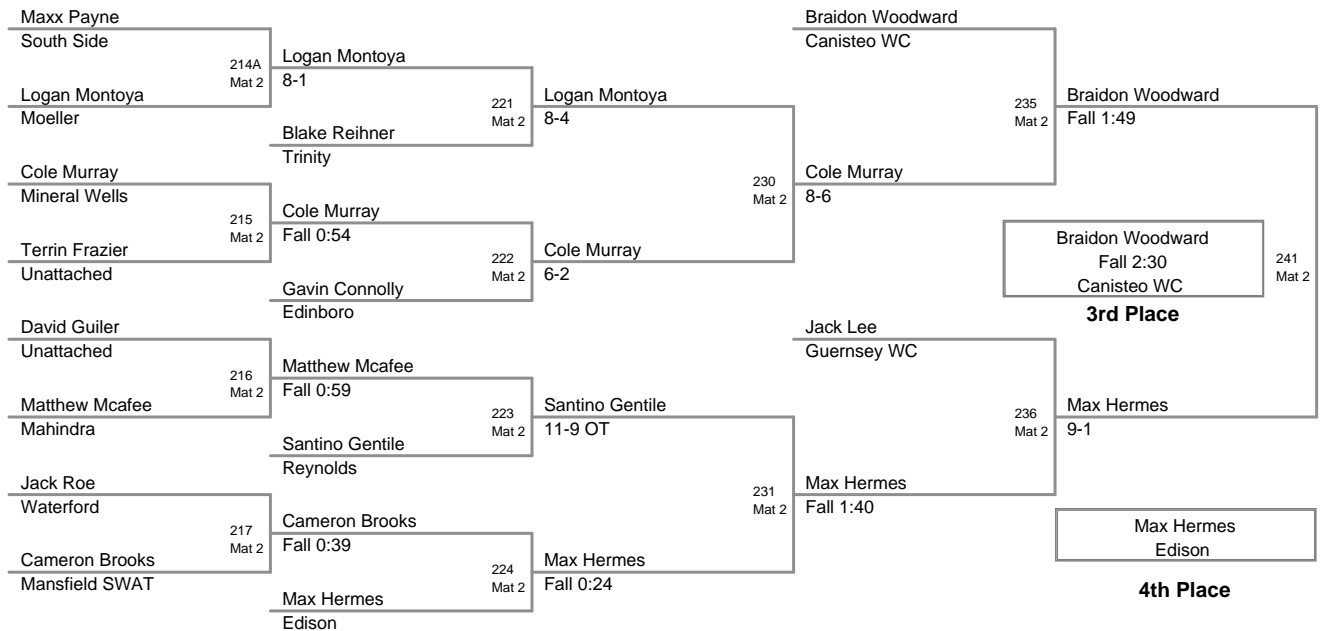 Maxx Payne
South Side
214A
Mat 2
Logan Montoya
Moeller
Cole Murray
Mineral Wells
215
Mat 2
Terrin Frazier
Unattached
David Guiler
Unattached
216
Mat 2
Matthew Mcafee
Mahindra
Jack Roe
Waterford
217
Mat 2
Cameron Brooks
Mansfield SWAT
Logan Montoya
8-1
221
Mat 2
Blake Reihner
Trinity
Cole Murray
Fall 0:54
222
Mat 2
Gavin Connolly
Edinboro
Matthew Mcafee
Fall 0:59
223
Mat 2
Santino Gentile
Reynolds
Cameron Brooks
Fall 0:39
224
Mat 2
Max Hermes
Edison
Logan Montoya
8-4
230
Mat 2
Cole Murray
6-2
Santino Gentile
11-9 OT
231
Mat 2
Max Hermes
Fall 0:24
Braidon Woodward
Canisteo WC
235
Mat 2
Cole Murray
8-6
Jack Lee
Guernsey WC
236
Mat 2
Max Hermes
Fall 1:40
Braidon Woodward
Fall 1:49
241
Mat 2
Max Hermes
9-1
Braidon Woodward
Fall 2:30
Canisteo WC
3rd Place
Max Hermes
Edison
4th Place